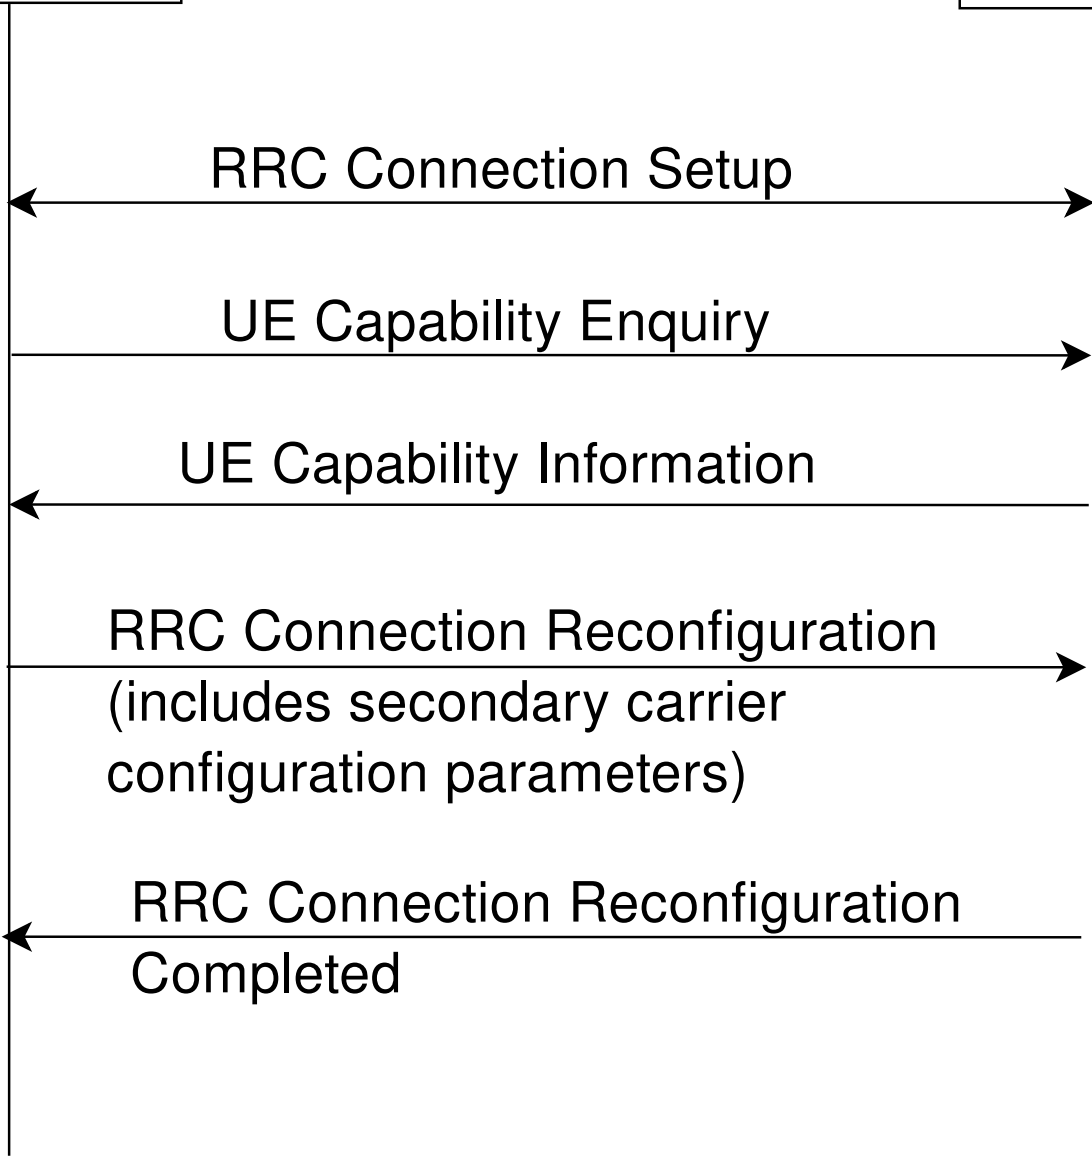 RRC Connection Setup
UE Capability Enquiry
UE Capability Information
RRC Connection Reconfiguration
(includes secondary carrier
configuration parameters)
RRC Connection Reconfiguration
Completed